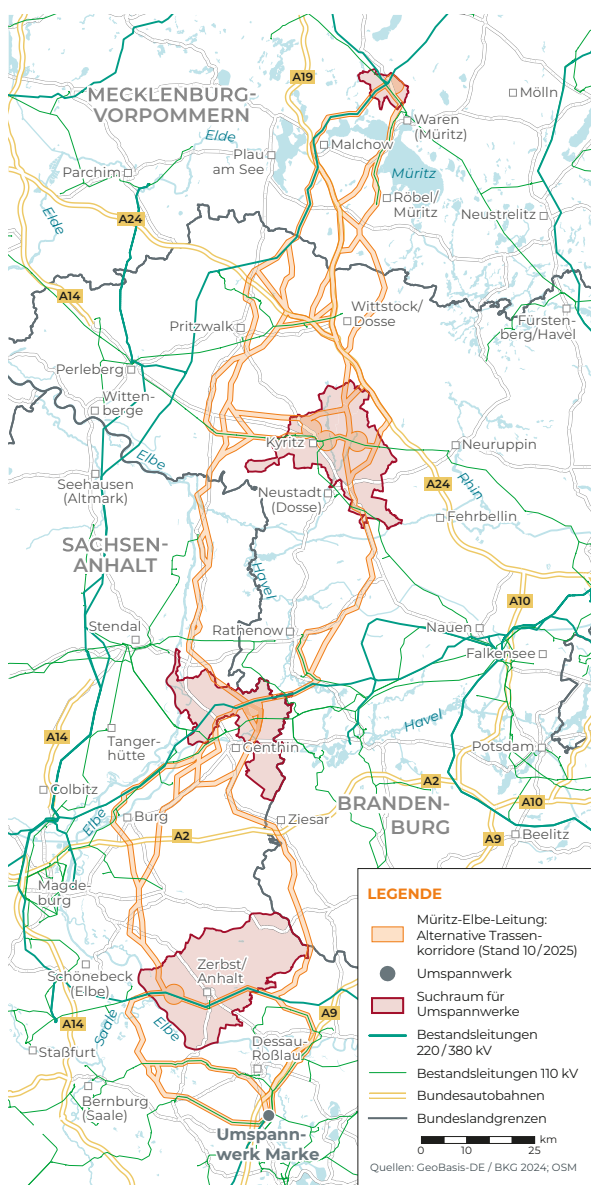 A19
Mölln
MECKLENBURG-
VORPOMMERN
Waren
(Müritz)
Elde
Malchow
Plau
am See
Parchim
Müritz
Röbel/
Müritz
Elde
A24
Neustrelitz
A14
Wittstock/
Dosse
Pritzwalk
Fürsten-
berg/Havel
Perleberg
Witten-
berge
Kyritz
Neuruppin
Elbe
Seehausen
(Altmark)
A24
Rhin
Neustadt
(Dosse)
Fehrbellin
SACHSEN-
ANHALT
Havel
A10
Stendal
Rathenow
Nauen
Falkensee
Havel
A14
Tanger-
hütte
Genthin
Potsdam
A2
Colbitz
BRANDEN-
BURG
A10
Elbe
Burg
Ziesar
A2
A9
Beelitz
Magde-
burg
Zerbst/
Anhalt
Schönebeck
(Elbe)
A14
Saale
Elbe
A9
Dessau-
Roßlau
Staßfurt
Bernburg
(Saale)
Umspann-
werk Marke
LEGENDE
Müritz-Elbe-Leitung:
Alternative Trassen-
korridore (Stand 10/2025)
Umspannwerk
Suchraum für
Umspannwerke
Bestandsleitungen
220/380 kV
Bestandsleitungen 110 kV
Bundesautobahnen
Bundeslandgrenzen
0 10 25 km
Quellen: GeoBasis-DE / BKG 2024; OSM